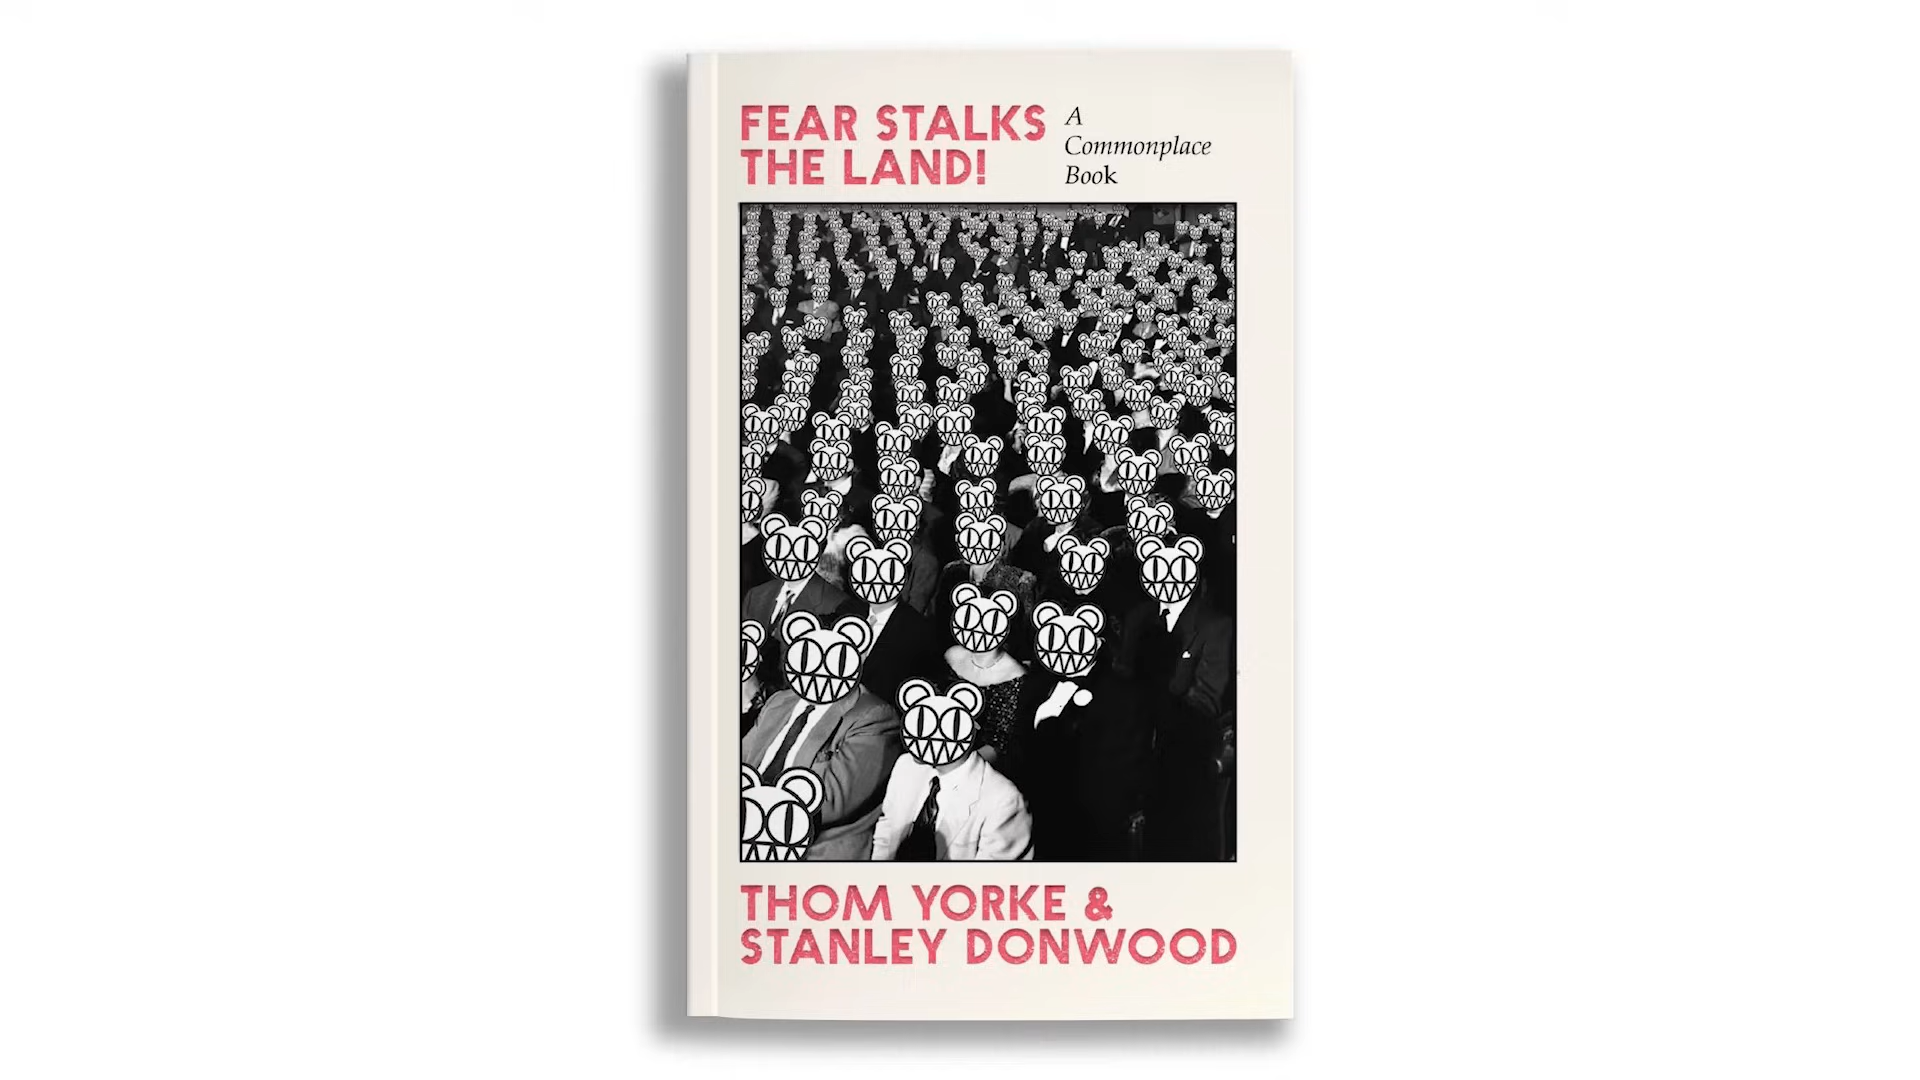 FEAR STALKS
THE LAND!
A
Commonplace
Book
THOM YORKE &
STANLEY DONWOOD